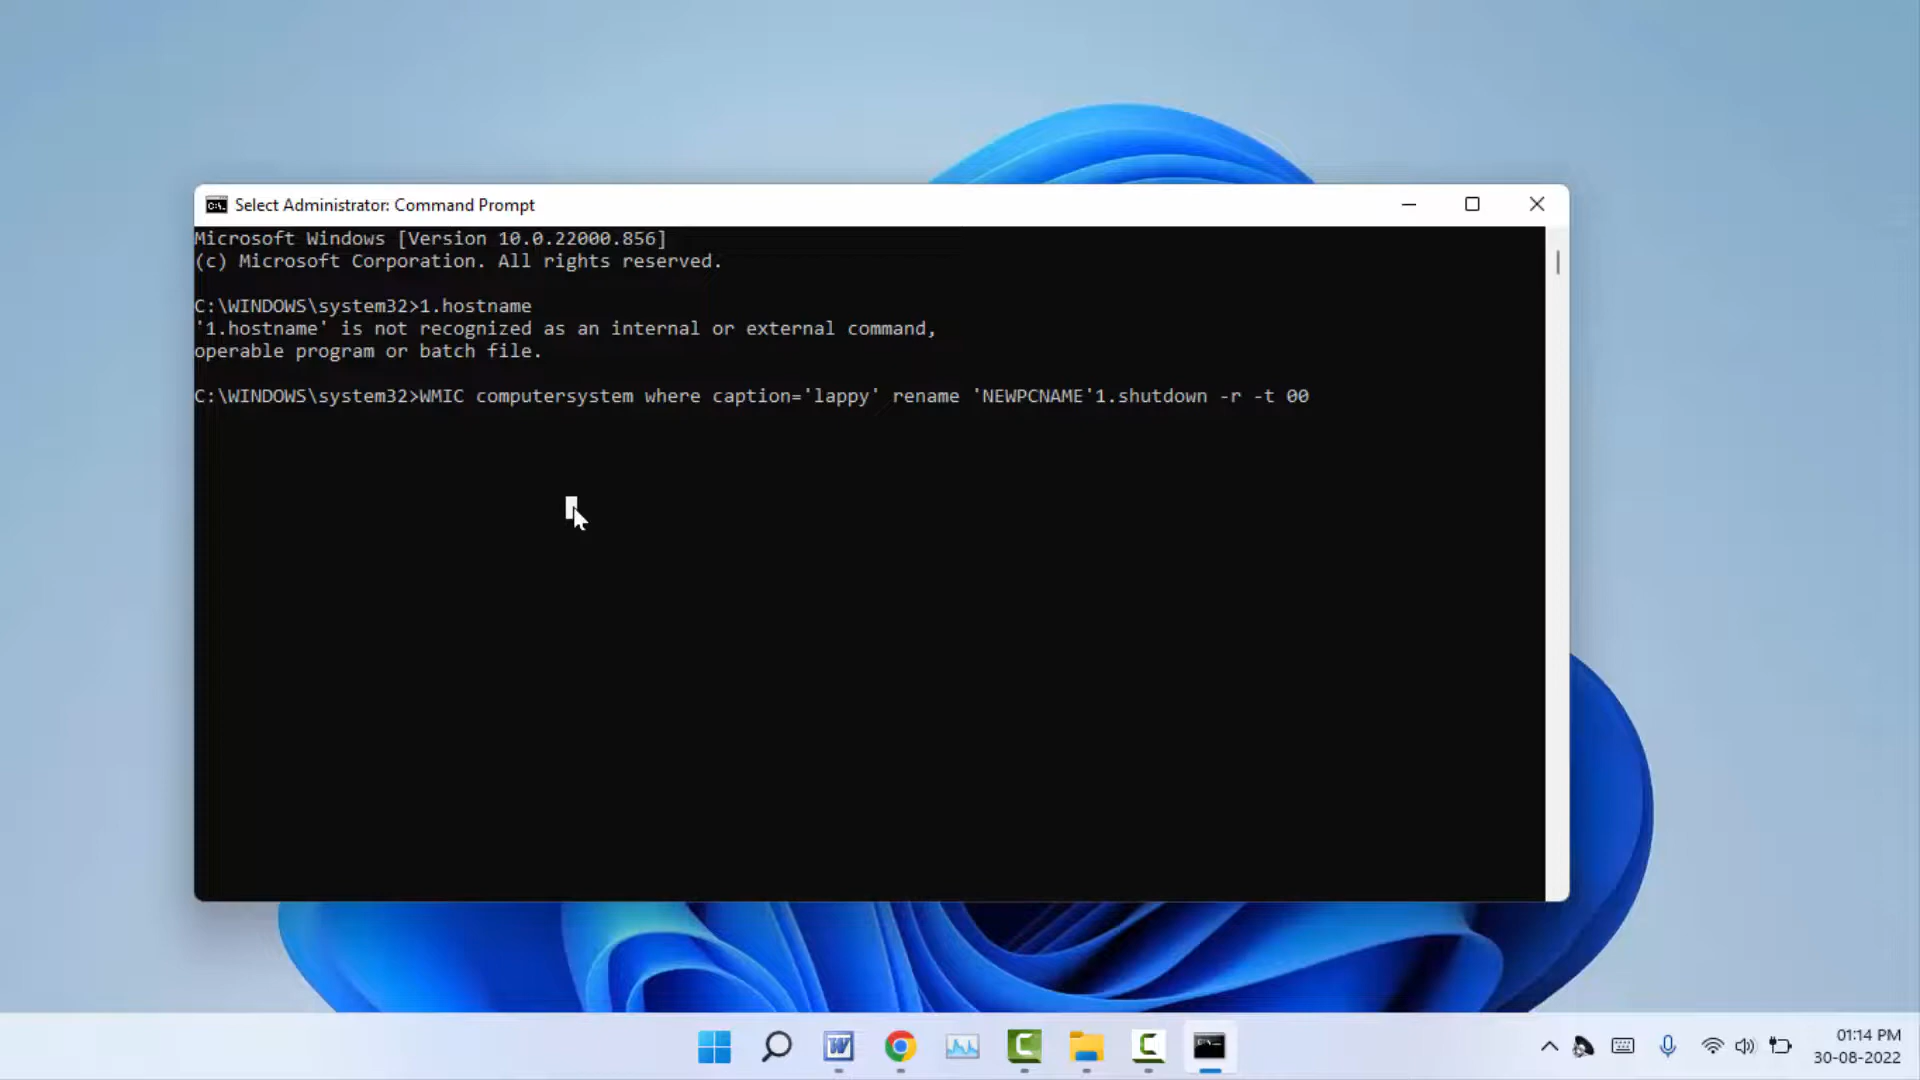 Select Administrator: Command Prompt
Microsoft Windows [Version 10.0.22000.856]
(c) Microsoft Corporation. All rights reserved.
C:\WINDOWS\system32>1.hostname
'1.hostname' is not recognized as an internal or external command,
operable program or batch file.
C:\WINDOWS\system32>WMIC computersystem where caption='lappy' rename 'NEWPCNAME'1.shutdown -r -t 00
01:14 PM
30-08-2022